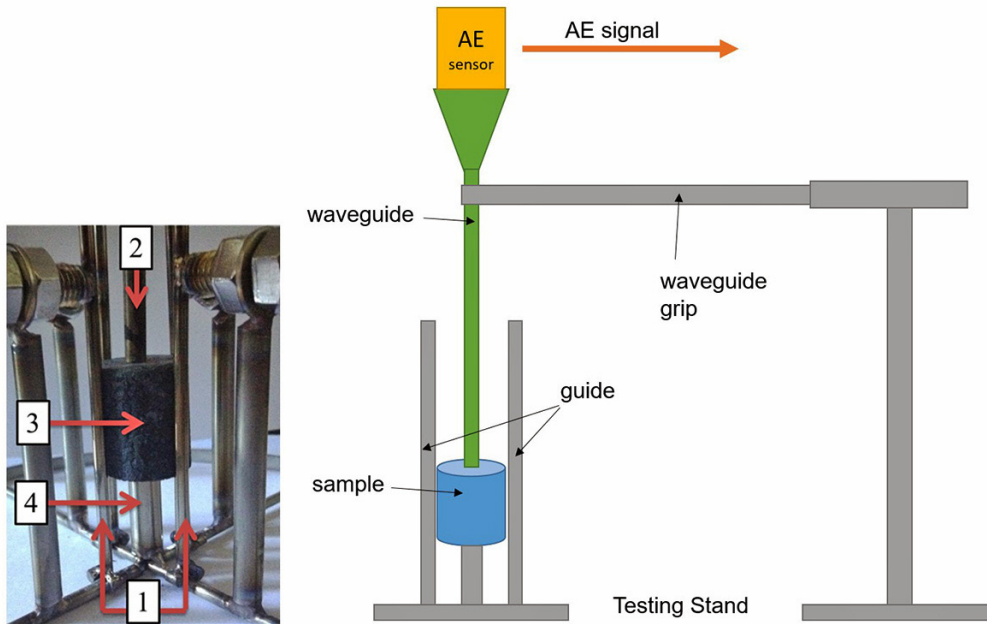 AE
sensor
AE signal
waveguide
waveguide
grip
guide
sample
Testing Stand
2
3
4
1